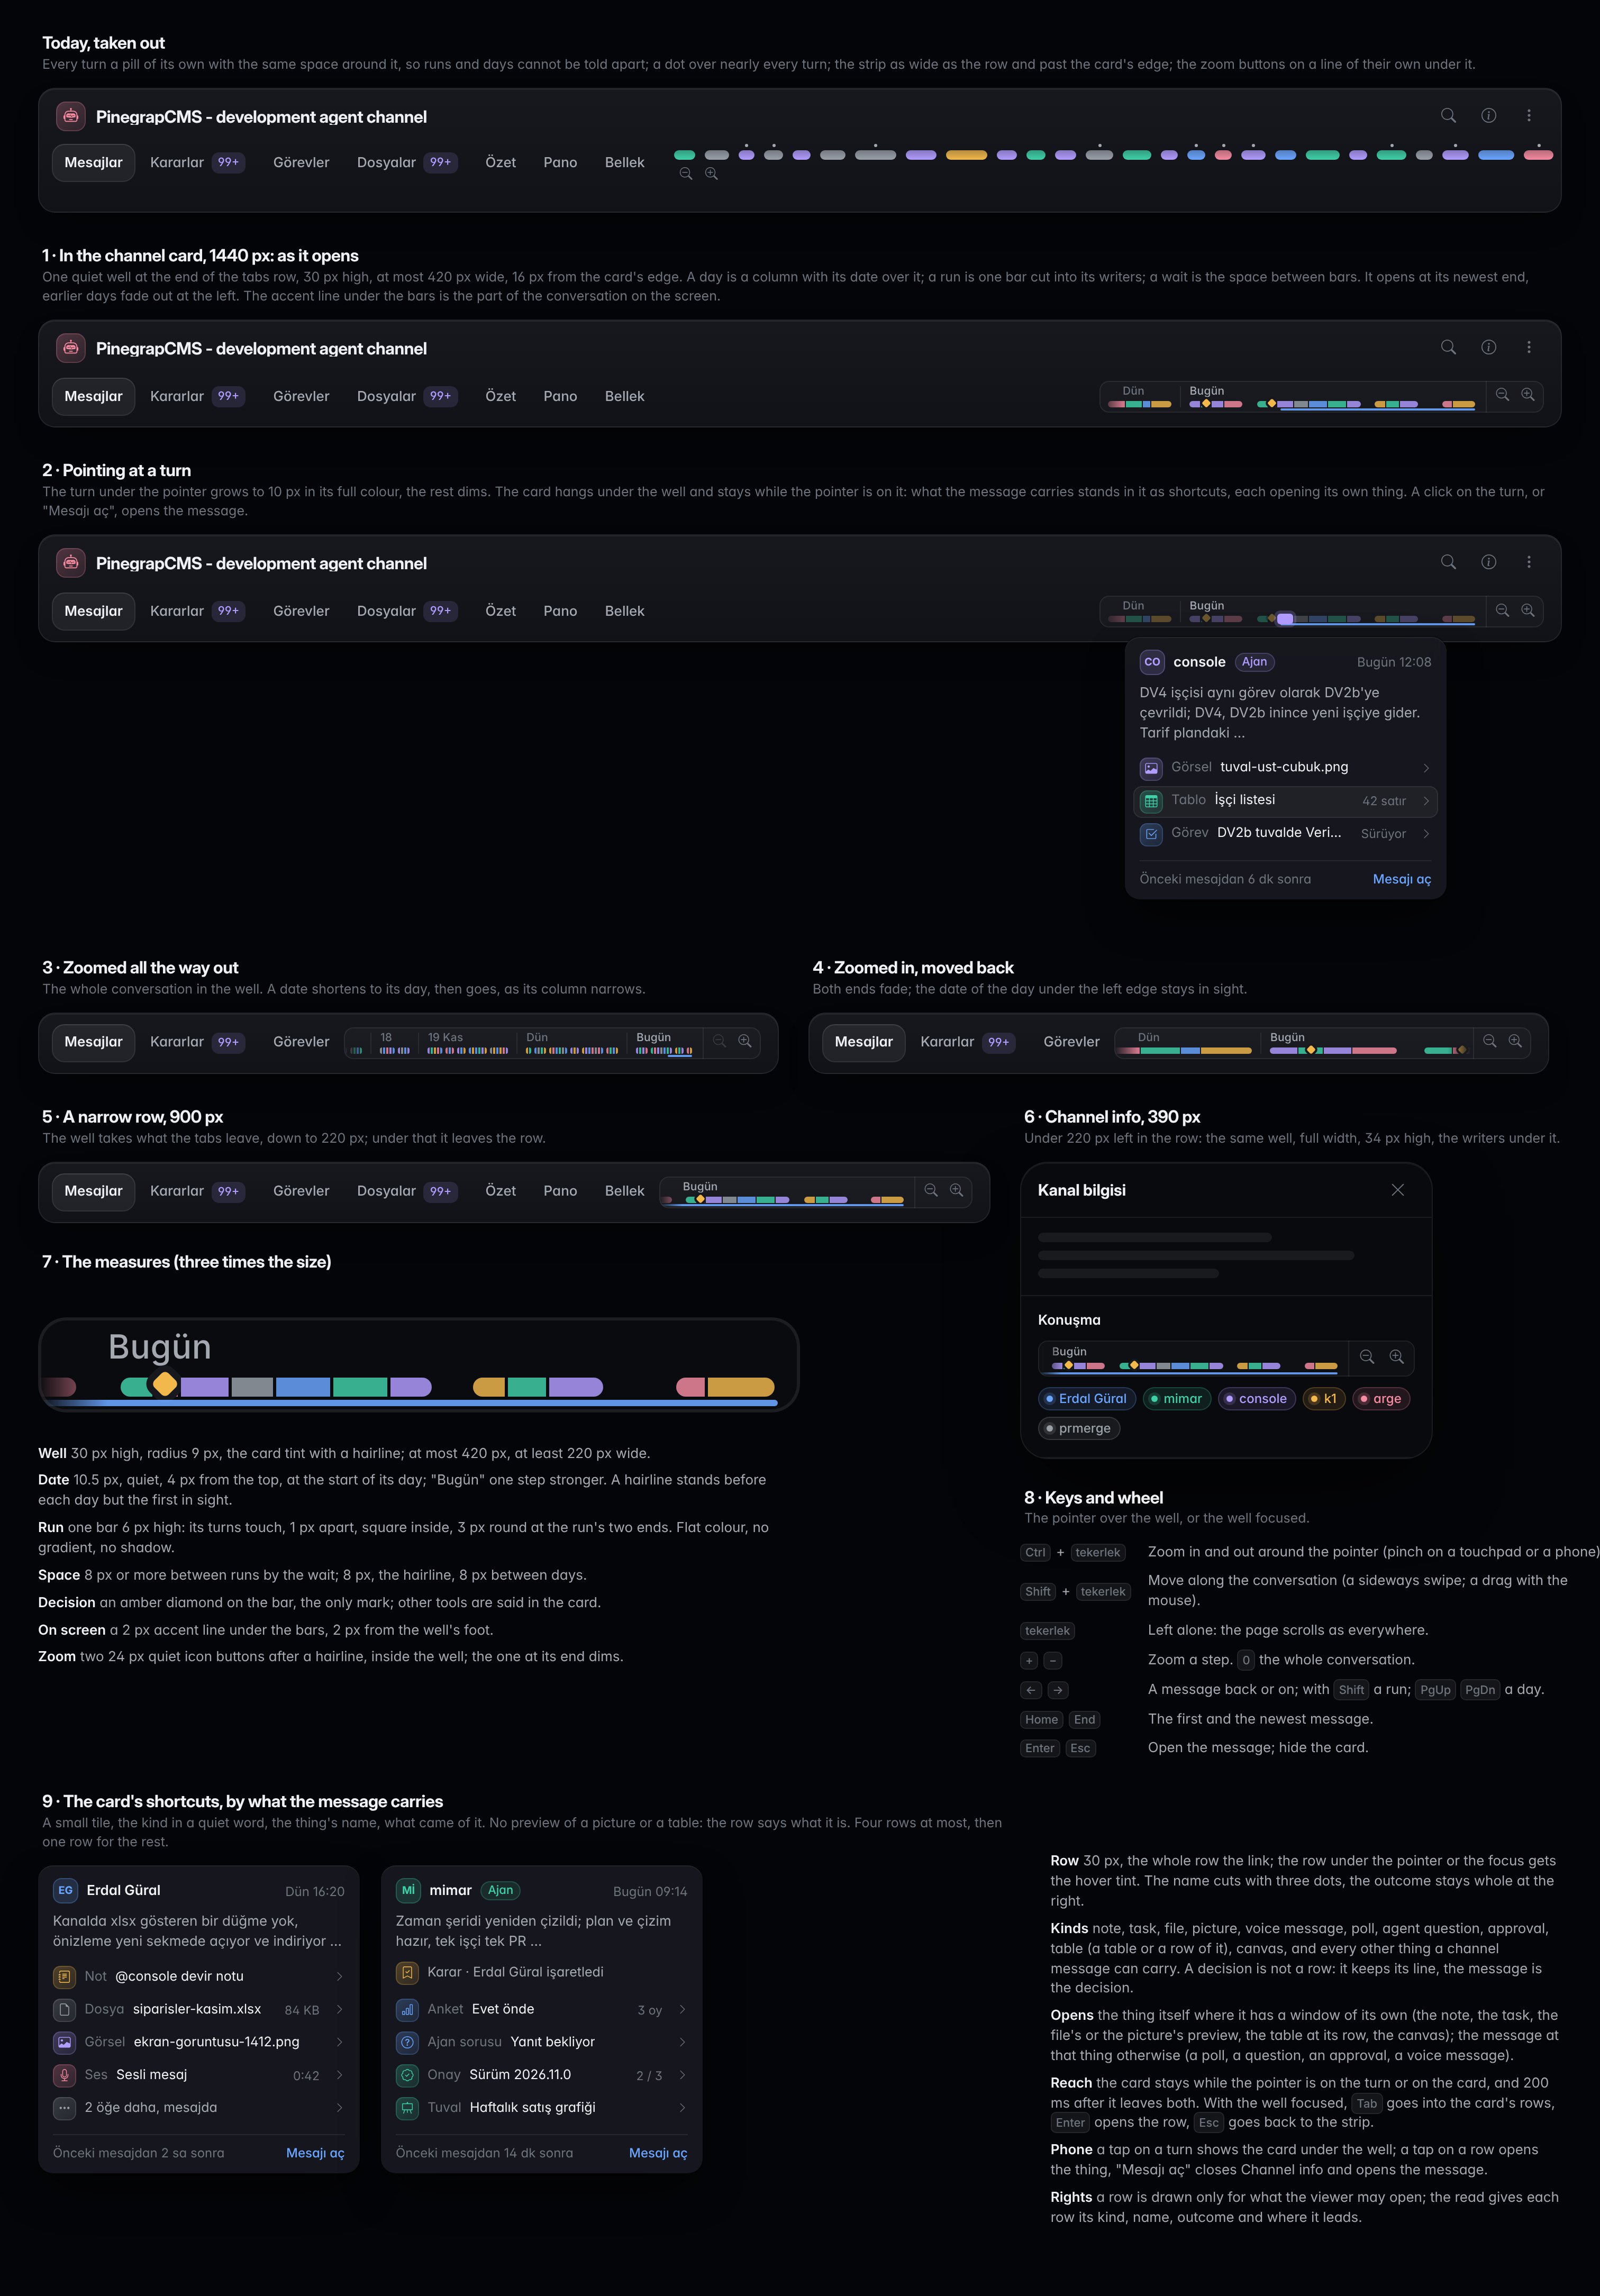 Today, taken out
Every turn a pill of its own with the same space around it, so runs and days cannot be told apart; a dot over nearly every turn; the strip as wide as the row and past the card's edge; the zoom buttons on a line of their own under it.
PinegrapCMS - development agent channel
Mesajlar Kararlar 99+ Görevler Dosyalar 99+ Özet Pano Bellek
1 · In the channel card, 1440 px: as it opens
One quiet well at the end of the tabs row, 30 px high, at most 420 px wide, 16 px from the card's edge. A day is a column with its date over it; a run is one bar cut into its writers; a wait is the space between bars. It opens at its newest end,
earlier days fade out at the left. The accent line under the bars is the part of the conversation on the screen.
PinegrapCMS - development agent channel
Mesajlar Kararlar 99+ Görevler Dosyalar 99+ Özet Pano Bellek Dün Bugün
2 · Pointing at a turn
The turn under the pointer grows to 10 px in its full colour, the rest dims. The card hangs under the well and stays while the pointer is on it: what the message carries stands in it as shortcuts, each opening its own thing. A click on the turn, or
"Mesajı aç", opens the message.
PinegrapCMS - development agent channel
Mesajlar Kararlar 99+ Görevler Dosyalar 99+ Özet Pano Bellek Dün Bugün
CO console Ajan Bugün 12:08
DV4 işçisi aynı görev olarak DV2b'ye
çevrildi; DV4, DV2b inince yeni işçiye gider.
Tarif plandaki ...
Görsel tuval-ust-cubuk.png
Tablo İşçi listesi 42 satır
Görev DV2b tuvalde Veri... Sürüyor
Önceki mesajdan 6 dk sonra Mesajı aç
3 · Zoomed all the way out
The whole conversation in the well. A date shortens to its day, then goes, as its column narrows.
Mesajlar Kararlar 99+ Görevler 18 19 Kas Dün Bugün
4 · Zoomed in, moved back
Both ends fade; the date of the day under the left edge stays in sight.
Mesajlar Kararlar 99+ Görevler Dün Bugün
5 · A narrow row, 900 px
The well takes what the tabs leave, down to 220 px; under that it leaves the row.
Mesajlar Kararlar 99+ Görevler Dosyalar 99+ Özet Pano Bellek Bugün
6 · Channel info, 390 px
Under 220 px left in the row: the same well, full width, 34 px high, the writers under it.
Kanal bilgisi
Konuşma
Bugün
Erdal Güral mimar console k1 arge
prmerge
7 · The measures (three times the size)
Bugün
Well 30 px high, radius 9 px, the card tint with a hairline; at most 420 px, at least 220 px wide.
Date 10.5 px, quiet, 4 px from the top, at the start of its day; "Bugün" one step stronger. A hairline stands before
each day but the first in sight.
Run one bar 6 px high: its turns touch, 1 px apart, square inside, 3 px round at the run's two ends. Flat colour, no
gradient, no shadow.
Space 8 px or more between runs by the wait; 8 px, the hairline, 8 px between days.
Decision an amber diamond on the bar, the only mark; other tools are said in the card.
On screen a 2 px accent line under the bars, 2 px from the well's foot.
Zoom two 24 px quiet icon buttons after a hairline, inside the well; the one at its end dims.
8 · Keys and wheel
The pointer over the well, or the well focused.
Ctrl + tekerlek Zoom in and out around the pointer (pinch on a touchpad or a phone)
Shift + tekerlek Move along the conversation (a sideways swipe; a drag with the
mouse).
tekerlek Left alone: the page scrolls as everywhere.
+ − Zoom a step. 0 the whole conversation.
← → A message back or on; with Shift a run; PgUp PgDn a day.
Home End The first and the newest message.
Enter Esc Open the message; hide the card.
9 · The card's shortcuts, by what the message carries
A small tile, the kind in a quiet word, the thing's name, what came of it. No preview of a picture or a table: the row says what it is. Four rows at most, then
one row for the rest.
EG Erdal Güral Dün 16:20
Kanalda xlsx gösteren bir düğme yok,
önizleme yeni sekmede açıyor ve indiriyor ...
Not @console devir notu
Dosya siparisler-kasim.xlsx 84 KB
Görsel ekran-goruntusu-1412.png
Ses Sesli mesaj 0:42
2 öğe daha, mesajda
Önceki mesajdan 2 sa sonra Mesajı aç
Mİ mimar Ajan Bugün 09:14
Zaman şeridi yeniden çizildi; plan ve çizim
hazır, tek işçi tek PR ...
Karar · Erdal Güral işaretledi
Anket Evet önde 3 oy
Ajan sorusu Yanıt bekliyor
Onay Sürüm 2026.11.0 2 / 3
Tuval Haftalık satış grafiği
Önceki mesajdan 14 dk sonra Mesajı aç
Row 30 px, the whole row the link; the row under the pointer or the focus gets
the hover tint. The name cuts with three dots, the outcome stays whole at the
right.
Kinds note, task, file, picture, voice message, poll, agent question, approval,
table (a table or a row of it), canvas, and every other thing a channel
message can carry. A decision is not a row: it keeps its line, the message is
the decision.
Opens the thing itself where it has a window of its own (the note, the task, the
file's or the picture's preview, the table at its row, the canvas); the message at
that thing otherwise (a poll, a question, an approval, a voice message).
Reach the card stays while the pointer is on the turn or on the card, and 200
ms after it leaves both. With the well focused, Tab goes into the card's rows,
Enter opens the row, Esc goes back to the strip.
Phone a tap on a turn shows the card under the well; a tap on a row opens
the thing, "Mesajı aç" closes Channel info and opens the message.
Rights a row is drawn only for what the viewer may open; the read gives each
row its kind, name, outcome and where it leads.